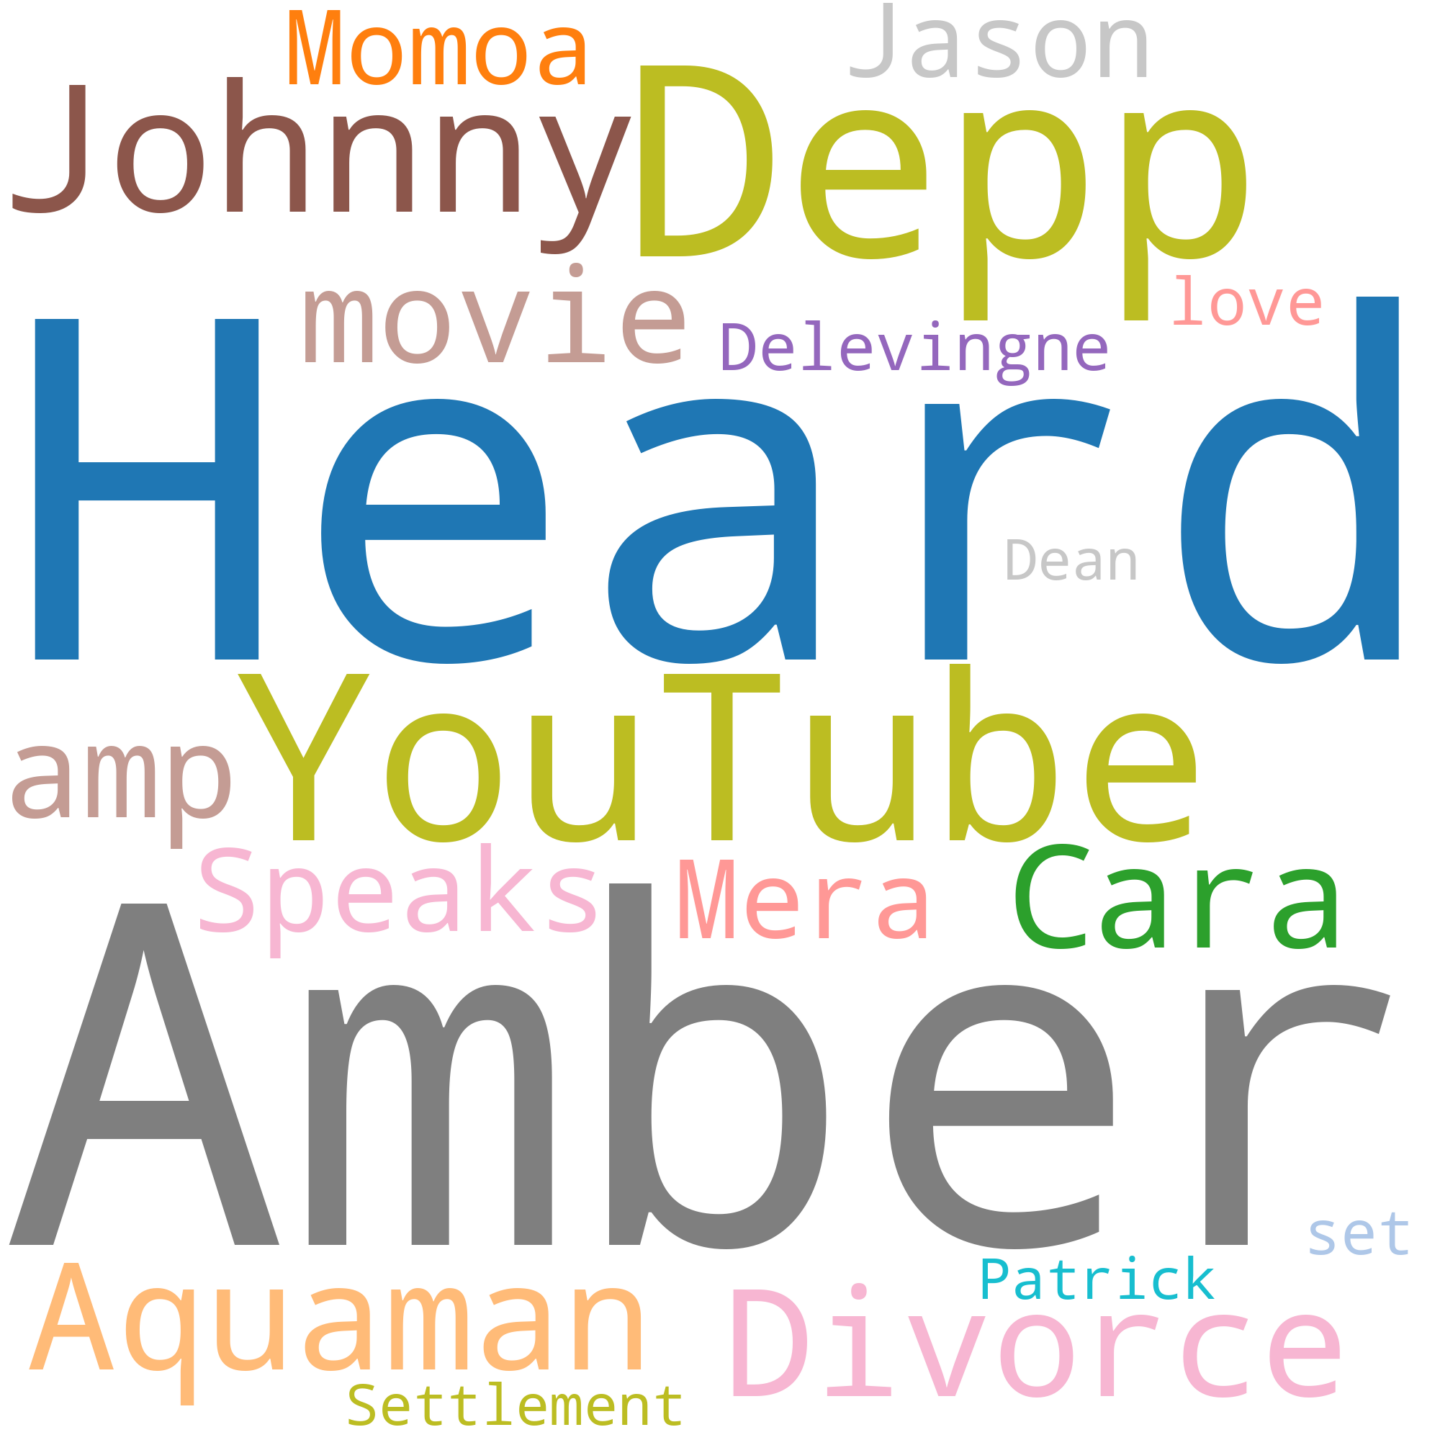 Momoa Jason
Johnny Depp
movie Delevingne love
Heard
Dean
amp YouTube
Speaks Mera Cara
Amber
set
Aquaman Divorce Patrick
Settlement